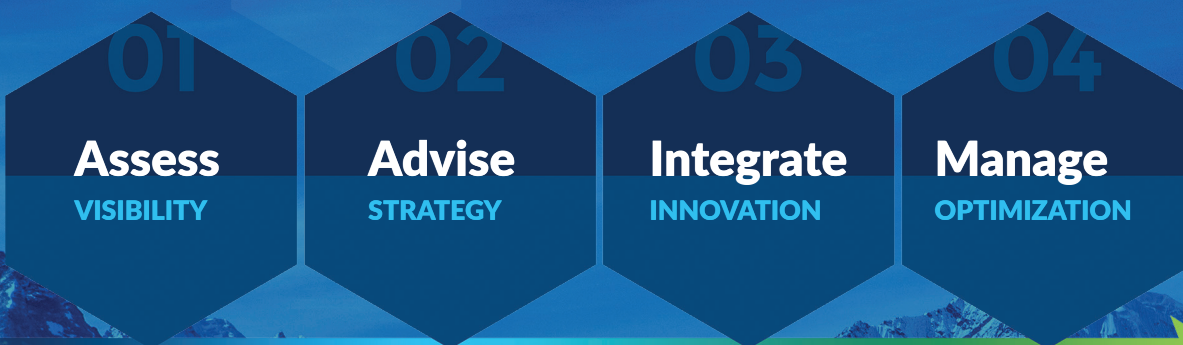 01
Assess
VISIBILITY
02
Advise
STRATEGY
03
Integrate
INNOVATION
04
Manage
OPTIMIZATION